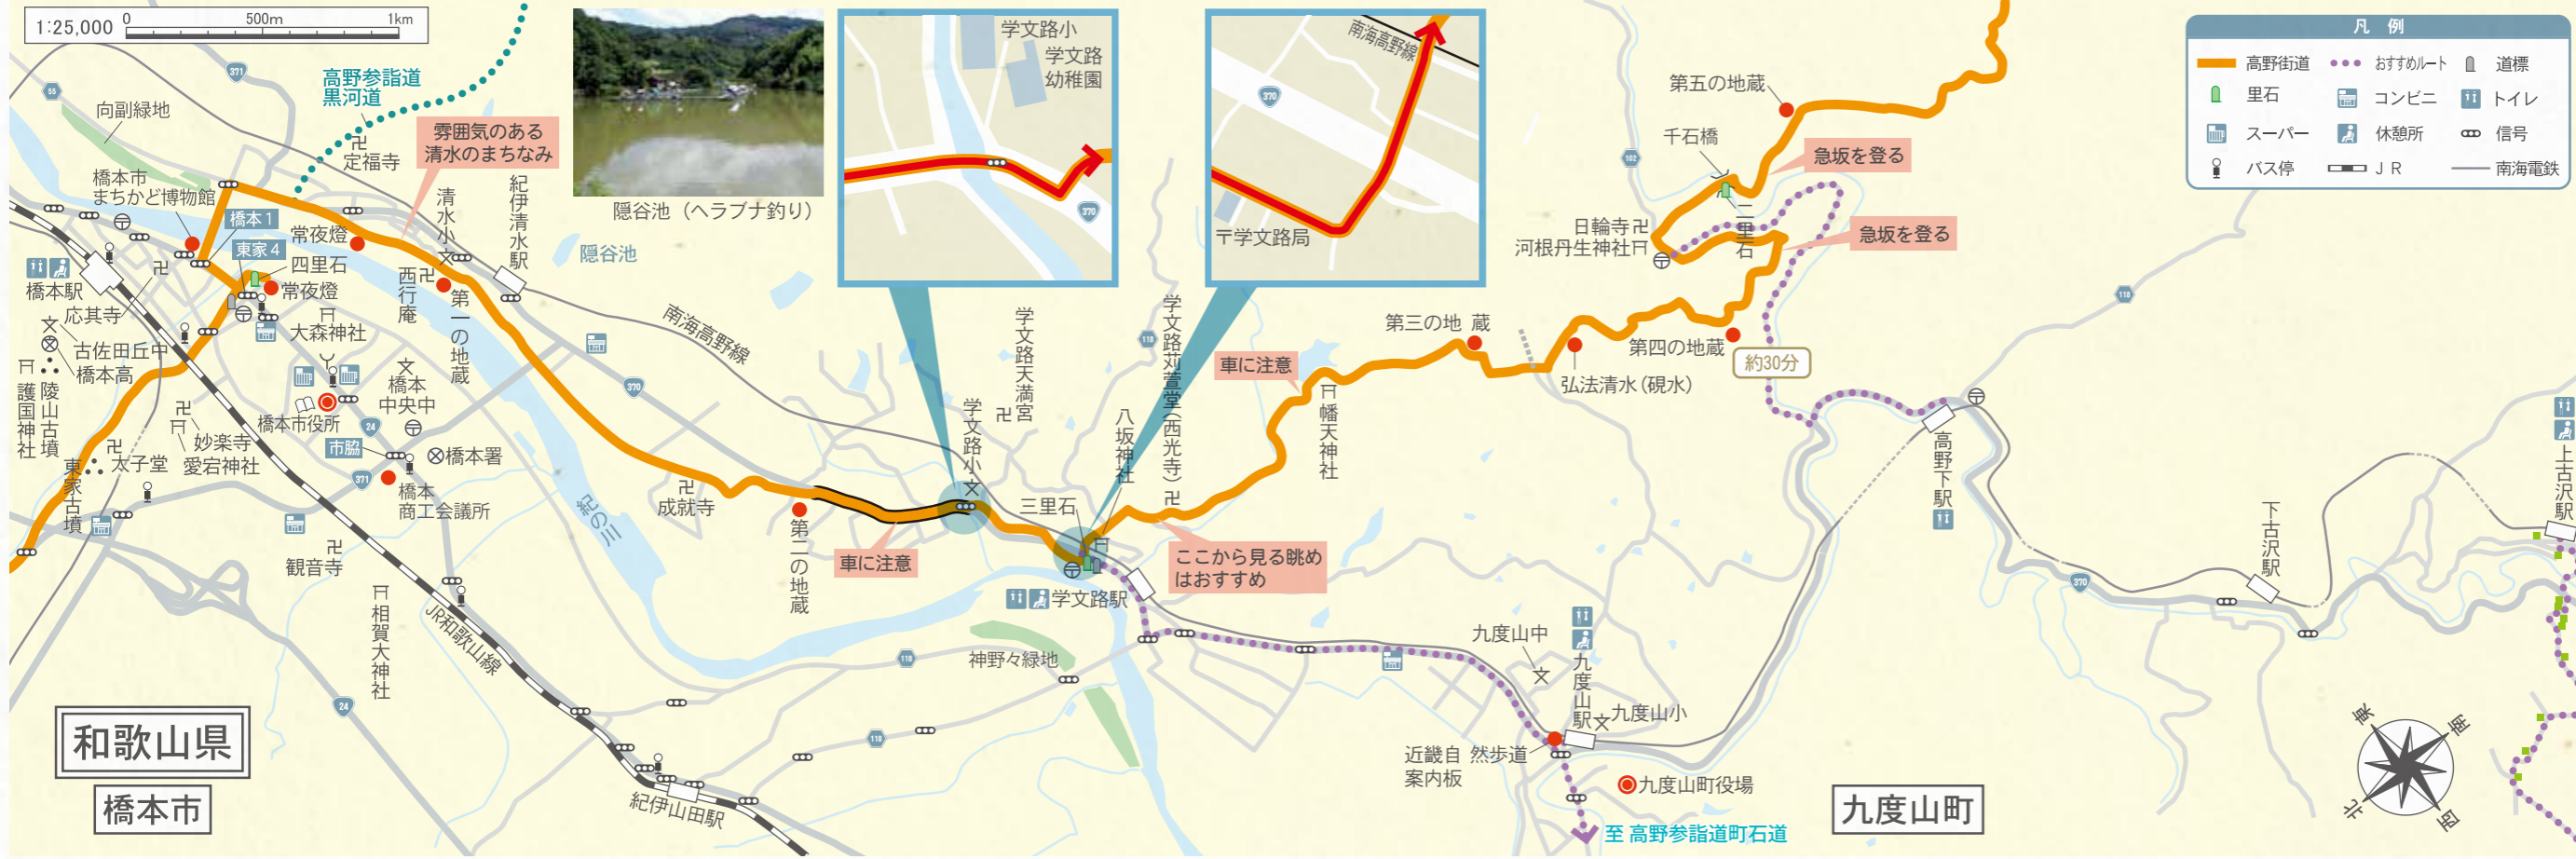 1:25,000
0 500m 1km
高野参詣道
黒河道
371
55
向副緑地
卍
定福寺
雰囲気のある
清水のまちなみ
橋本市
まちかど博物館
橋本1
東家4
常夜燈
四里石
常夜燈
清水小
紀伊清水駅
西行庵
第一の地蔵
橋本駅
応其寺
大森神社
古佐田丘中
橋本高
護国神社
陵山古墳
橋本市役所
橋本
中央中
24
市脇
橋本署
371
橋本
商工会議所
妙楽寺
愛宕神社
太子堂
東家古墳
観音寺
相賀大神社
JR和歌山線
24
和歌山県
橋本市
紀伊山田駅
隠谷池(ヘラブナ釣り)
隠谷池
南海高野線
370
紀の川
成就寺
第二の地蔵
車に注意
学文路小
学文路
幼稚園
370
学文路天満宮
学文路小
三里石
八坂神社
学文路苅萱堂(西光寺)
118
南海高野線
370
〒学文路局
学文路駅
ここから見る眺め
はおすすめ
118
神野々緑地
118
車に注意
幡天神社
第三の地 蔵
弘法清水(硯水)
第四の地蔵
約30分
第五の地蔵
千石橋
102
日輪寺卍
河根丹生神社
二里石
急坂を登る
急坂を登る
118
高野下駅
九度山中
九度山駅
九度山小
近畿自 然歩道
案内板
九度山町役場
至 高野参詣道町石道
九度山町
370
下古沢駅
上古沢駅
凡 例
高野街道 おすすめルート 道標
里石 コンビニ トイレ
スーパー 休憩所 信号
バス停 JR 南海電鉄
東
南
北
西